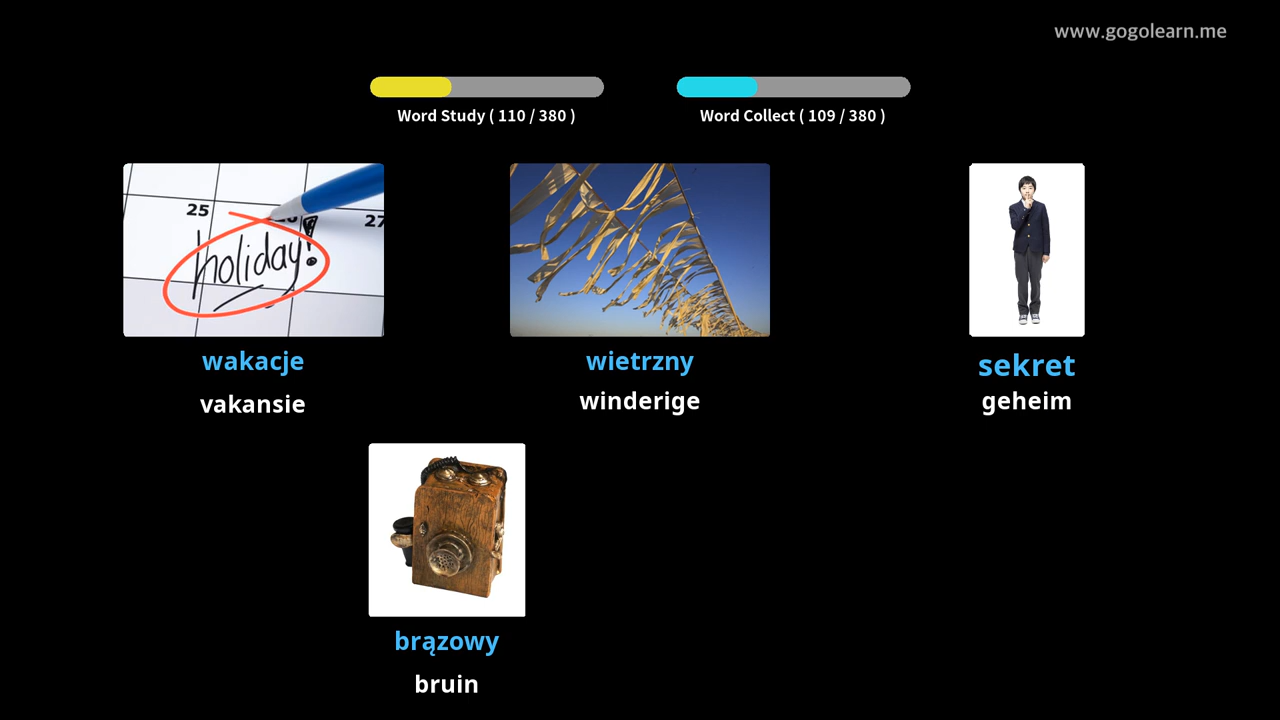 www.gogolearn.me
Word Study ( 110 / 380 )
Word Collect ( 109 / 380 )
25
27
holiday!
wakacje
vakansie
wietrzny
winderige
sekret
geheim
brązowy
bruin